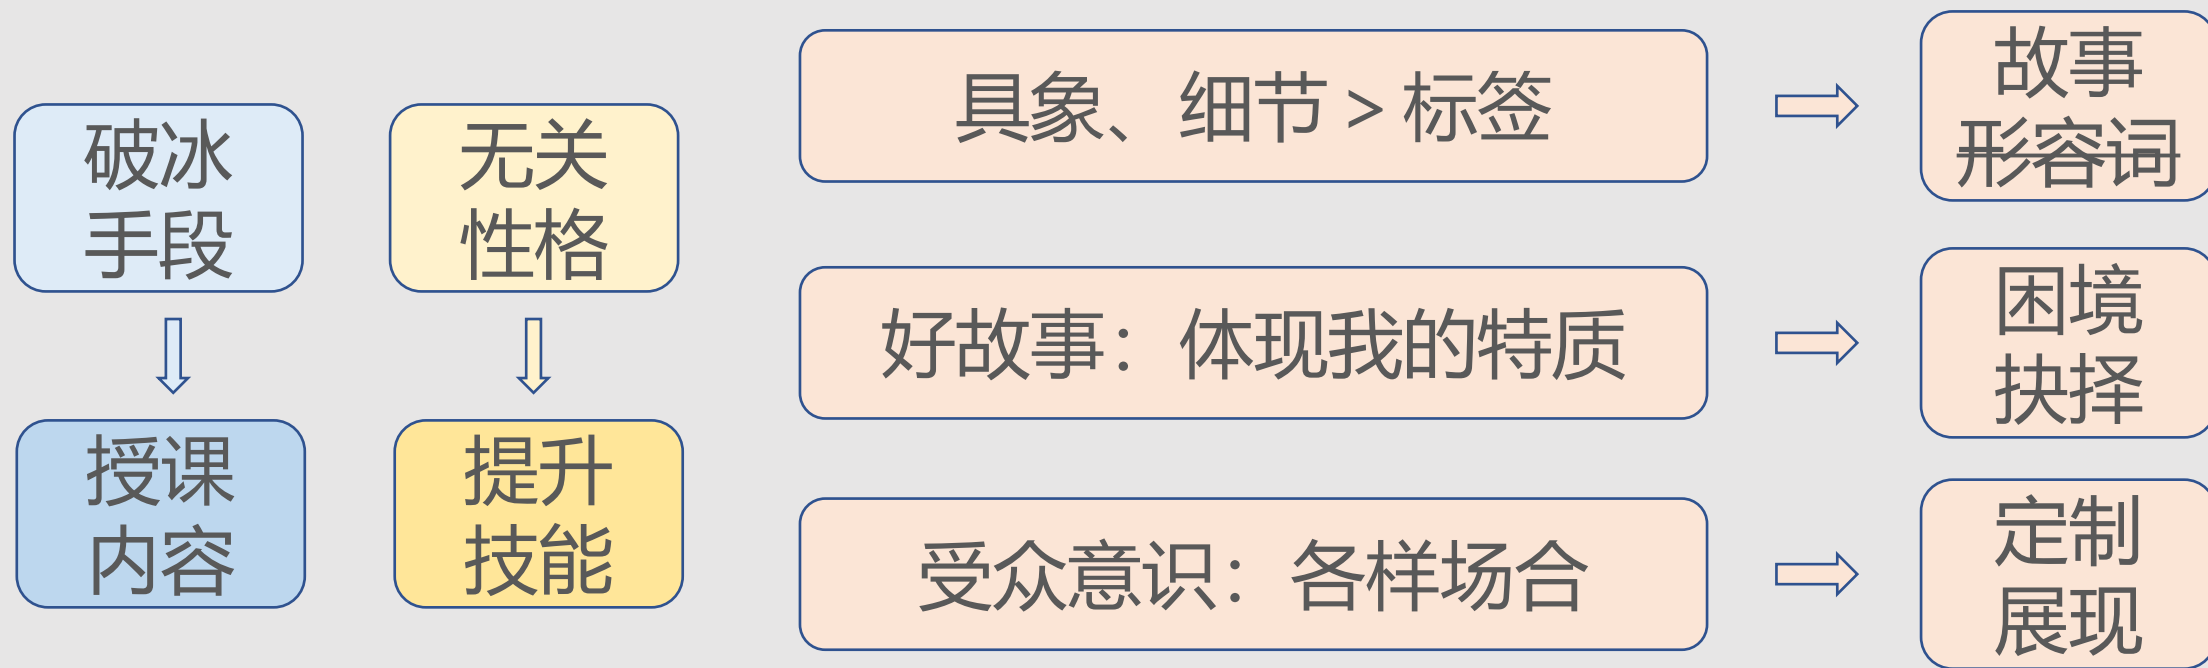 破冰
手段
授课
内容
无关
性格
提升
技能
具象、细节 > 标签
故事
形容词
好故事：体现我的特质
困境
抉择
受众意识：各样场合
定制
展现